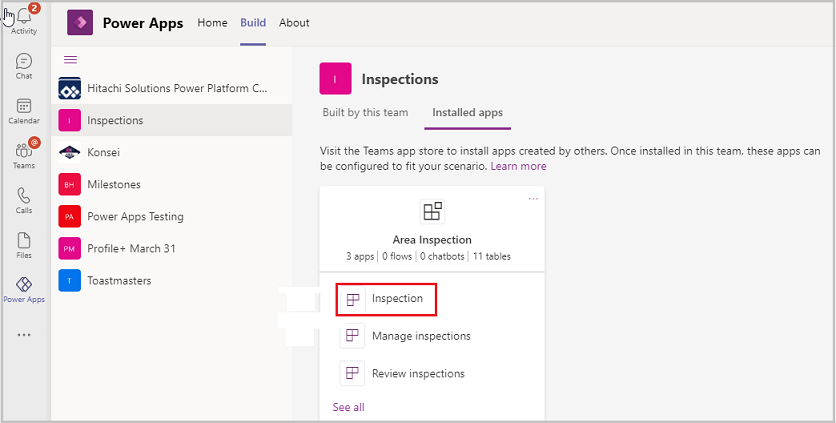 2
Activity
Chat
Calendar
@
Teams
Calls
Files
Power Apps
...
Power Apps Home Build About
Hitachi Solutions Power Platform C...
I Inspections
Konsei
BH Milestones
PA Power Apps Testing
PM Profile+ March 31
T Toastmasters
I Inspections
Built by this team Installed apps
Visit the Teams app store to install apps created by others. Once installed in this team, these apps can
be configured to fit your scenario. Learn more
...
Area Inspection
3 apps | 0 flows | 0 chatbots | 11 tables
Inspection
Manage inspections
Review inspections
See all